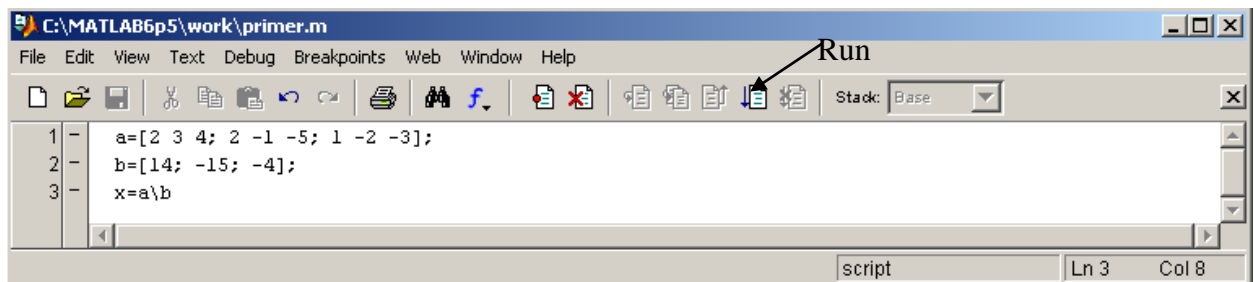 C:\MATLAB6p5\work\primer.m
File Edit View Text Debug Breakpoints Web Window Help
Run
Stack: Base
1 - a=[2 3 4; 2 -1 -5; 1 -2 -3];
2 - b=[14; -15; -4];
3 - x=a\b
script Ln 3 Col 8